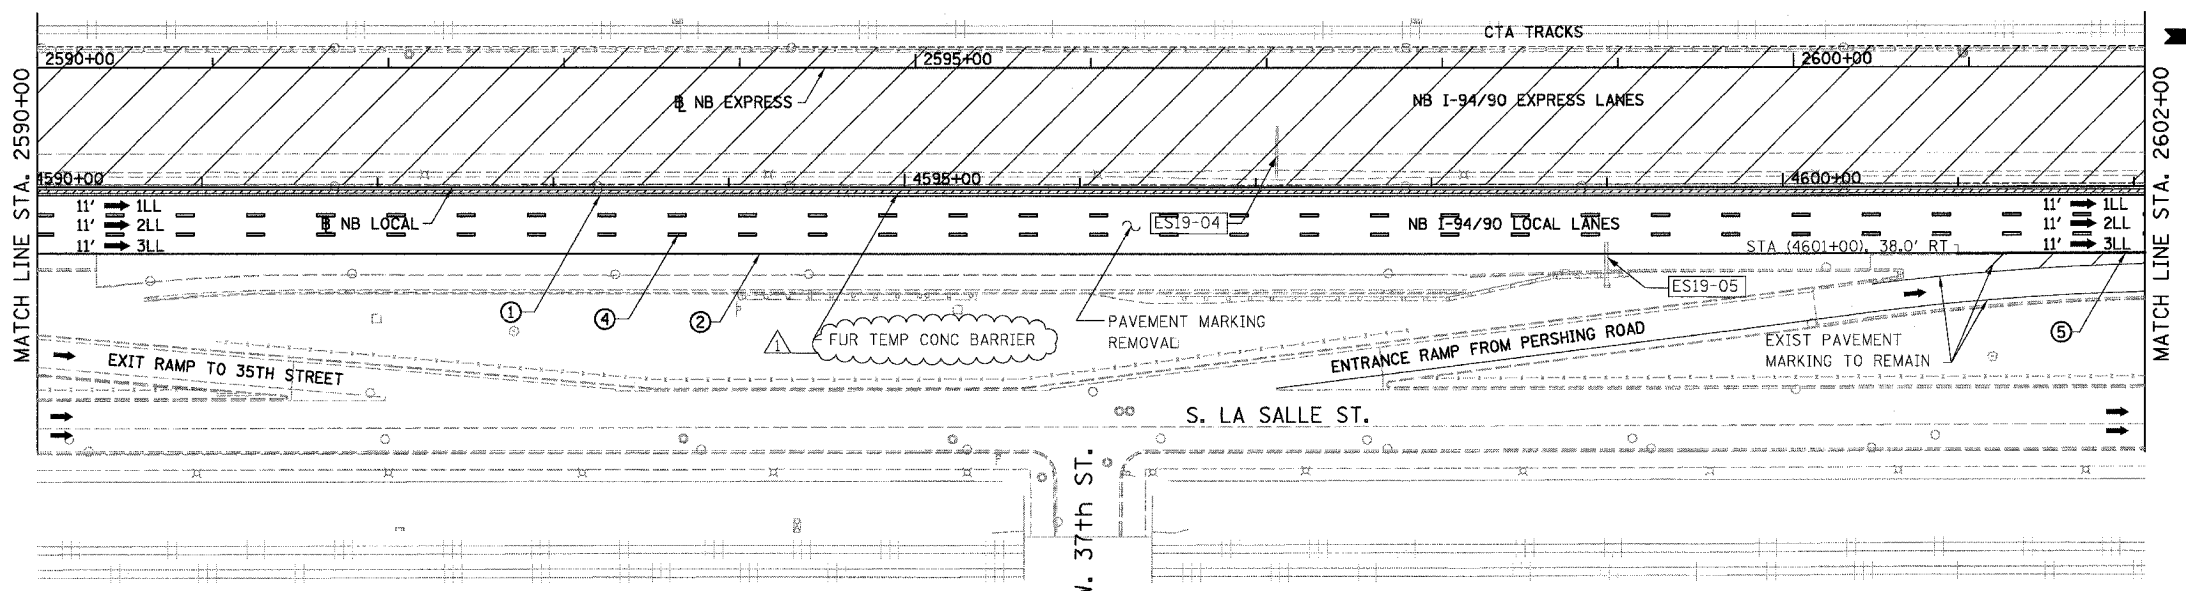 CTA TRACKS
2590+00
2595+00
2600+00
℄ NB EXPRESS
NB I-94/90 EXPRESS LANES
MATCH LINE STA. 2590+00
MATCH LINE STA. 2602+00
4590+00
4595+00
4600+00
11' 1LL
11' 2LL
11' 3LL
NB LOCAL
ES19-04
NB I-94/90 LOCAL LANES
11' 1LL
11' 2LL
11' 3LL
STA (4601+00), 38.0' RT
ES19-05
1
4
2
1
FUR TEMP CONC BARRIER
PAVEMENT MARKING
REMOVAL
ENTRANCE RAMP FROM PERSHING ROAD
EXIST PAVEMENT
MARKING TO REMAIN
5
EXIT RAMP TO 35TH STREET
S. LA SALLE ST.
W. 37th ST.